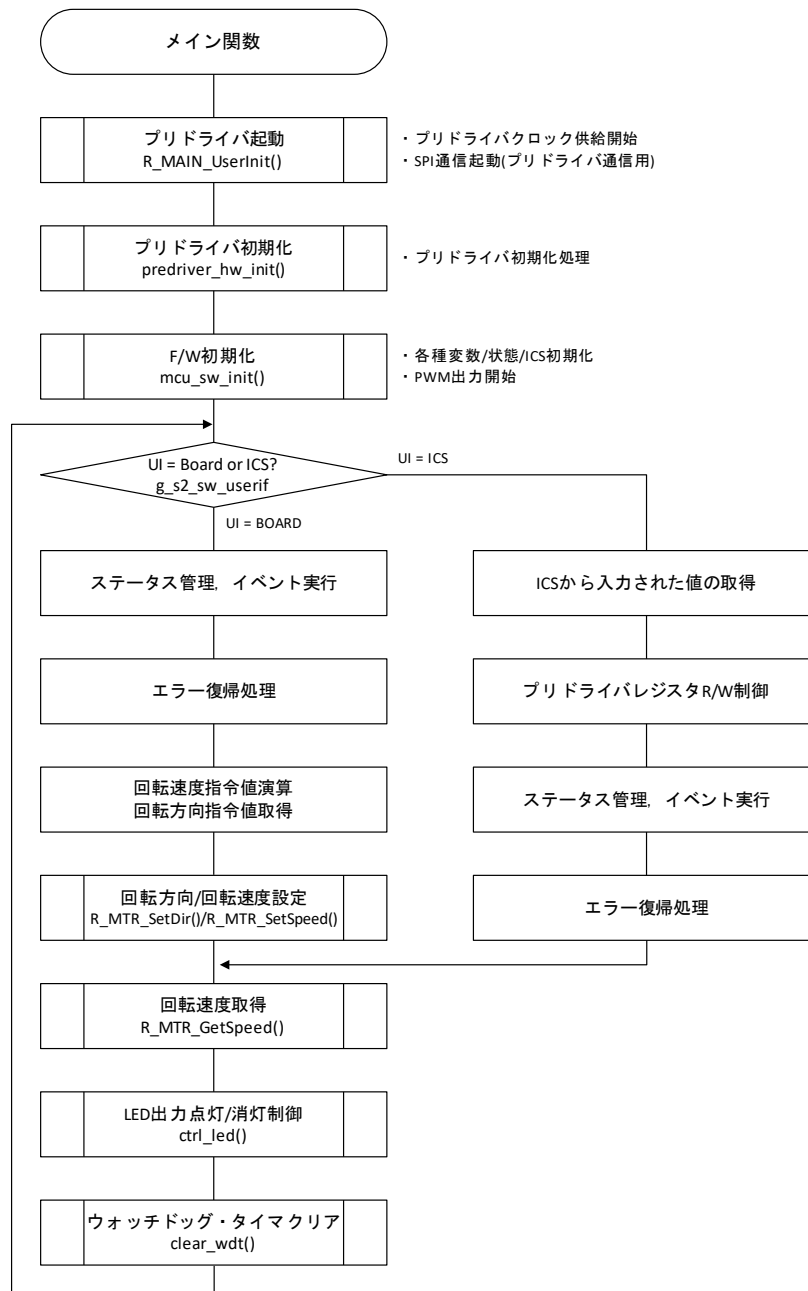 メイン関数
プリドライバ起動
R_MAIN_UserInit()
・プリドライバクロック供給開始
・SPI通信起動(プリドライバ通信用)
プリドライバ初期化
predriver_hw_init()
・プリドライバ初期化処理
F/W初期化
mcu_sw_init()
・各種変数/状態/ICS初期化
・PWM出力開始
UI = Board or ICS?
g_s2_sw_userif
UI = ICS
UI = BOARD
ステータス管理，イベント実行
エラー復帰処理
回転速度指令値演算
回転方向指令値取得
回転方向/回転速度設定
R_MTR_SetDir()/R_MTR_SetSpeed()
ICSから入力された値の取得
プリドライバレジスタR/W制御
ステータス管理，イベント実行
エラー復帰処理
回転速度取得
R_MTR_GetSpeed()
LED出力点灯/消灯制御
ctrl_led()
ウォッチドッグ・タイマクリア
clear_wdt()